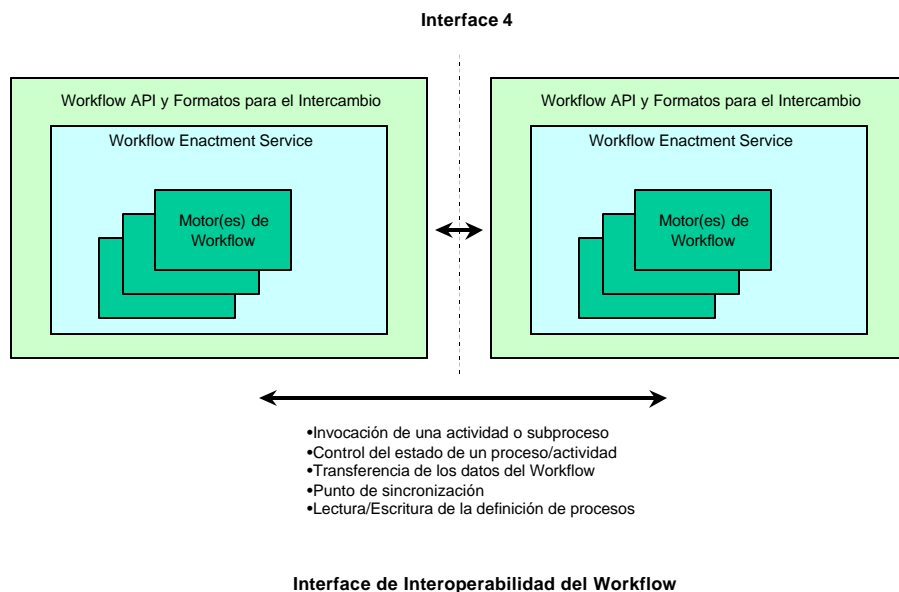 Interface 4
Workflow API y Formatos para el Intercambio
Workflow Enactment Service
Motor(es) de
Workflow
Workflow API y Formatos para el Intercambio
Workflow Enactment Service
Motor(es) de
Workflow
•Invocación de una actividad o subproceso
•Control del estado de un proceso/actividad
•Transferencia de los datos del Workflow
•Punto de sincronización
•Lectura/Escritura de la definición de procesos
Interface de Interoperabilidad del Workflow